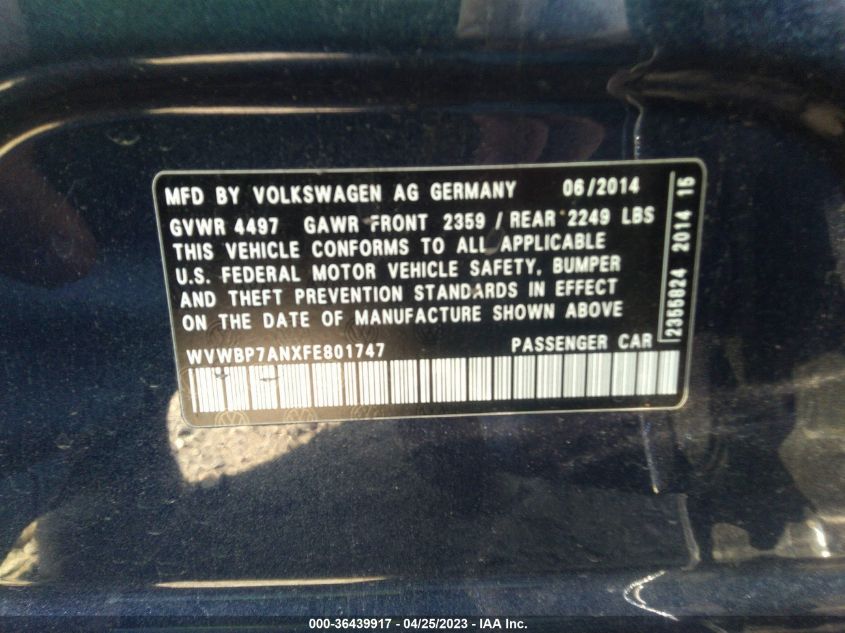 MFD BY VOLKSWAGEN AG GERMANY 06/2014
GVWR 4497 GAWR FRONT 2359 / REAR 2249 LBS
THIS VEHICLE CONFORMS TO ALL APPLICABLE
U.S. FEDERAL MOTOR VEHICLE SAFETY, BUMPER
AND THEFT PREVENTION STANDARDS IN EFFECT
ON THE DATE OF MANUFACTURE SHOWN ABOVE
WVWBP7ANXFE801747 PASSENGER CAR
2355824 2014 15
000-36439917 - 04/25/2023 - IAA Inc.